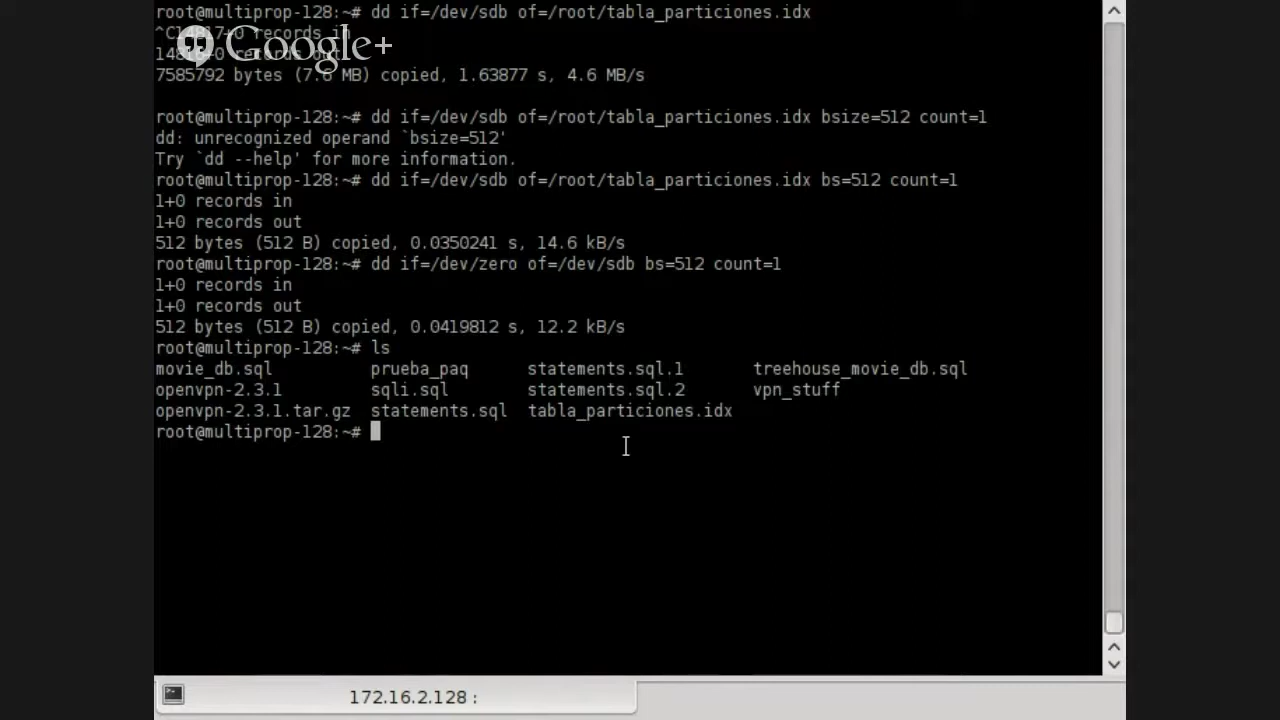 root@multiprop-128:~# dd if=/dev/sdb of=/root/tabla_particiones.idx
Google+
records in
records out
7585792 bytes (7.6 MB) copied, 1.63877 s, 4.6 MB/s
root@multiprop-128:~# dd if=/dev/sdb of=/root/tabla_particiones.idx bsize=512 count=1
dd: unrecognized operand `bsize=512'
Try `dd --help' for more information.
root@multiprop-128:~# dd if=/dev/sdb of=/root/tabla_particiones.idx bs=512 count=1
1+0 records in
1+0 records out
512 bytes (512 B) copied, 0.0350241 s, 14.6 kB/s
root@multiprop-128:~# dd if=/dev/zero of=/dev/sdb bs=512 count=1
1+0 records in
1+0 records out
512 bytes (512 B) copied, 0.0419812 s, 12.2 kB/s
root@multiprop-128:~# ls
movie_db.sql prueba_paq statements.sql.1 treehouse_movie_db.sql
openvpn-2.3.1 sqli.sql statements.sql.2 vpn_stuff
openvpn-2.3.1.tar.gz statements.sql tabla_particiones.idx
root@multiprop-128:~#
172.16.2.128 :